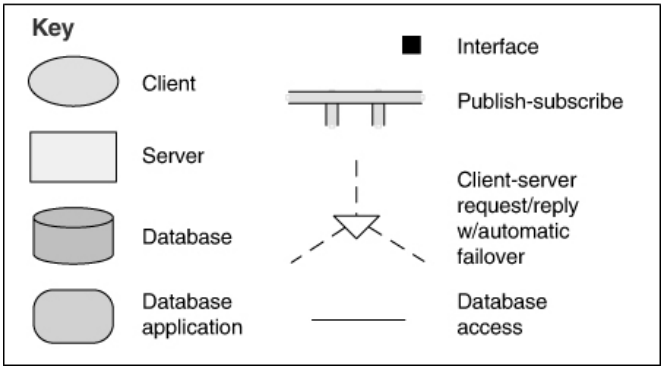 Key
Client
Server
Database
Database
application
Interface
Publish-subscribe
Client-server
request/reply
w/automatic
failover
Database
access